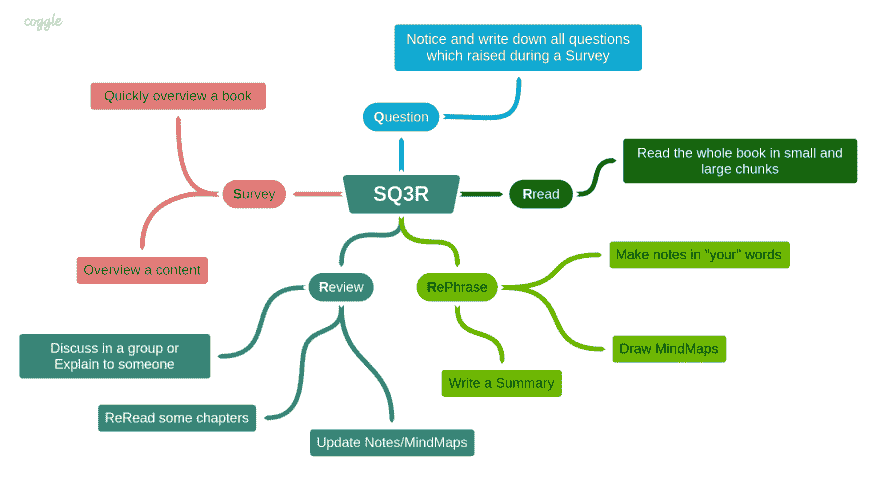 coggle
Notice and write down all questions
which raised during a Survey
Quickly overview a book
Question
Read the whole book in small and
large chunks
SQ3R
Survey
Rread
Make notes in "your" words
Overview a content
Review
RePhrase
Discuss in a group or
Explain to someone
Draw MindMaps
Write a Summary
ReRead some chapters
Update Notes/MindMaps